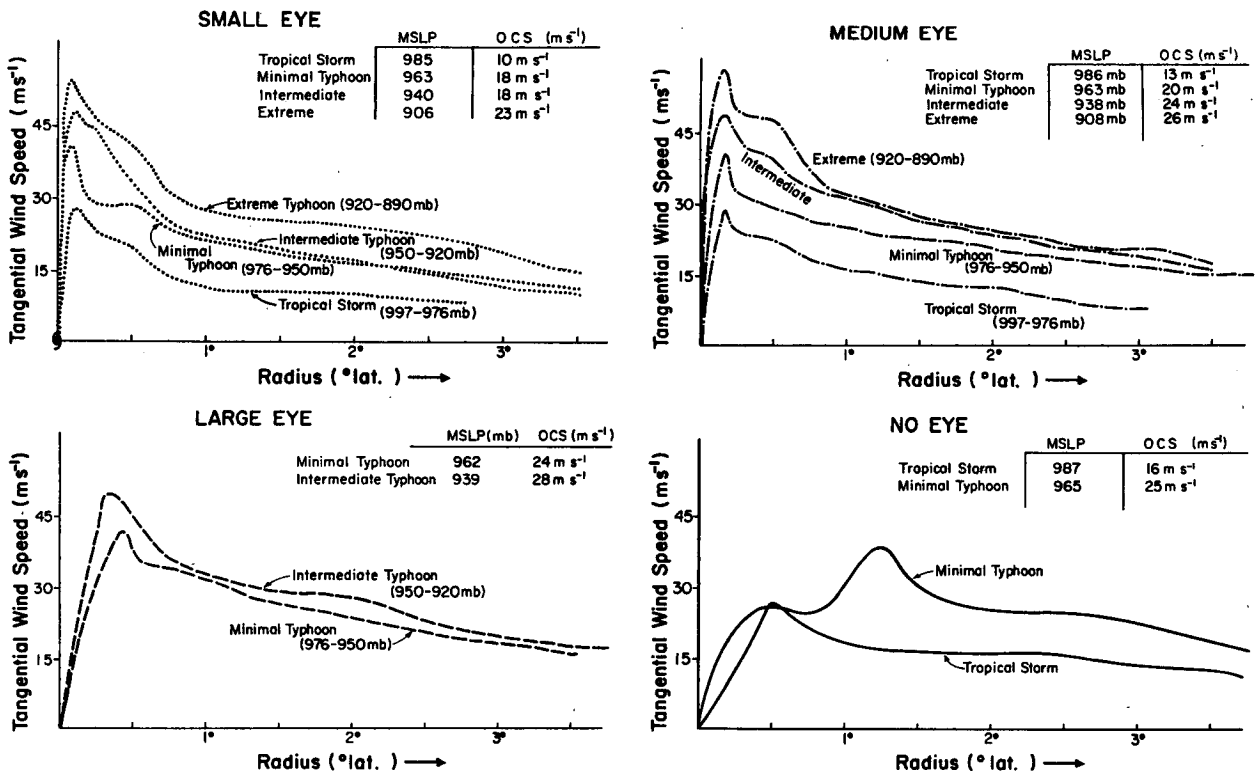 SMALL EYE
MSLP OCS (m s⁻¹)
Tropical Storm 985 10 m s⁻¹
Minimal Typhoon 963 18 m s⁻¹
Intermediate 940 18 m s⁻¹
Extreme 906 23 m s⁻¹
Tangential Wind Speed (ms⁻¹)
45
30
15
0
Extreme Typhoon (920-890mb)
Intermediate Typhoon
(950-920mb)
Minimal
Typhoon
(976-950mb)
Tropical Storm
(997-976mb)
1° 2° 3°
Radius (°lat.)
MEDIUM EYE
MSLP OCS (m s⁻¹)
Tropical Storm 986 mb 13 m s⁻¹
Minimal Typhoon 963 mb 20 m s⁻¹
Intermediate 938 mb 24 m s⁻¹
Extreme 908 mb 26 m s⁻¹
Tangential Wind Speed (ms⁻¹)
45
30
15
Extreme (920-890mb)
Intermediate
Minimal Typhoon
(976-950mb)
Tropical Storm
(997-976mb)
1° 2° 3°
Radius (°lat.)
LARGE EYE
MSLP(mb) OCS (m s⁻¹)
Minimal Typhoon 962 24 m s⁻¹
Intermediate Typhoon 939 28 m s⁻¹
Tangential Wind Speed (ms⁻¹)
45
30
15
Intermediate Typhoon
(950-920mb)
Minimal Typhoon
(976-950mb)
1° 2° 3°
Radius (°lat.)
NO EYE
MSLP OCS (m s⁻¹)
Tropical Storm 987 16 m s⁻¹
Minimal Typhoon 965 25 m s⁻¹
Tangential Wind Speed (ms⁻¹)
45
30
15
Minimal Typhoon
Tropical Storm
1° 2° 3°
Radius (°lat.)